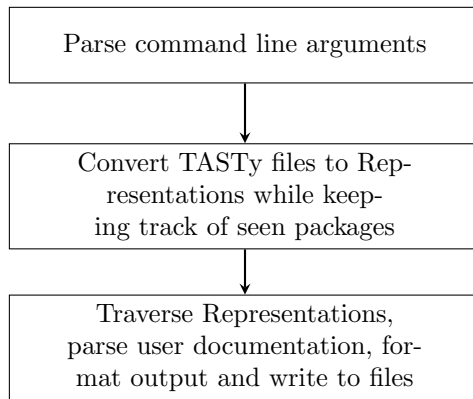 Parse command line arguments
Convert TASTy files to Rep-
resentations while keep-
ing track of seen packages
Traverse Representations,
parse user documentation, for-
mat output and write to files